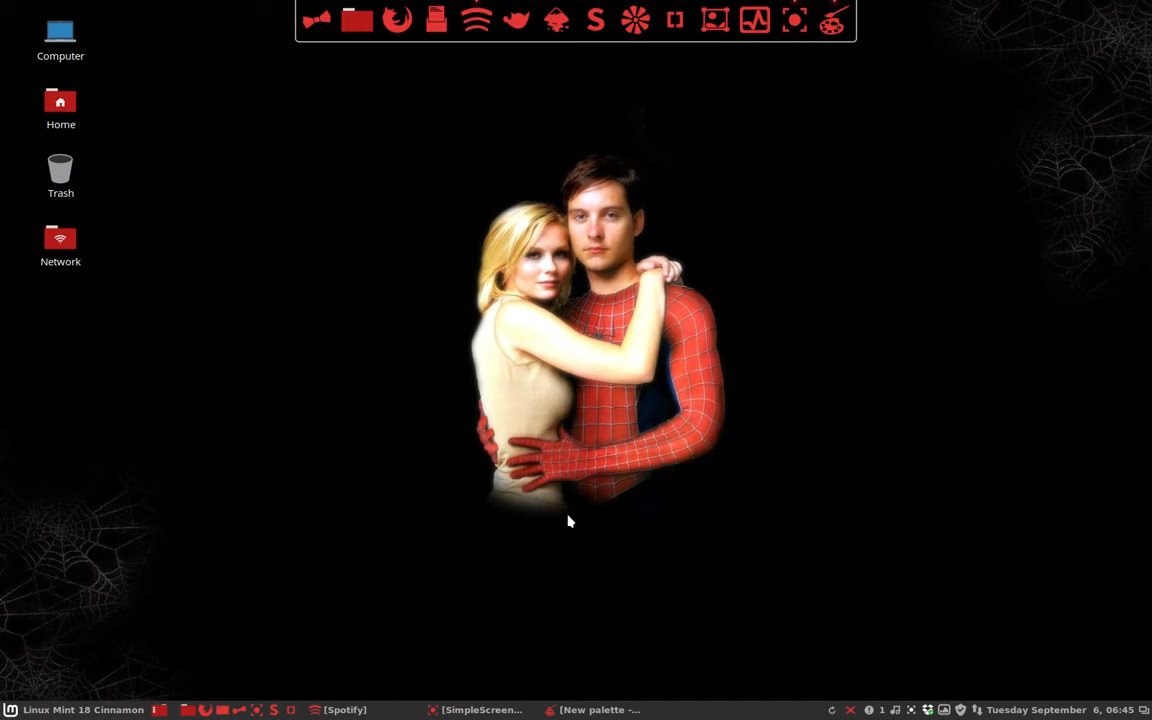 Computer
Home
Trash
Network
Linux Mint 18 Cinnamon
[Spotify]
[SimpleScreen...
[New palette -...
1
Tuesday September 6, 06:45